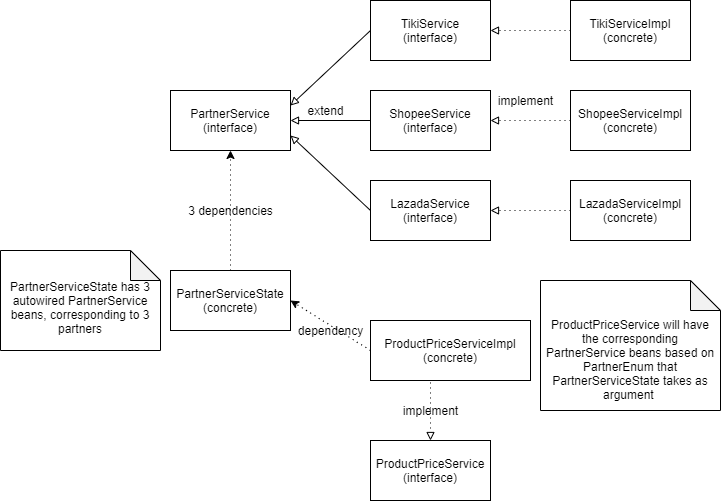 TikiService
(interface)
TikiServiceImpl
(concrete)
PartnerService
(interface)
extend
ShopeeService
(interface)
implement
ShopeeServiceImpl
(concrete)
LazadaService
(interface)
LazadaServiceImpl
(concrete)
3 dependencies
PartnerServiceState has 3
autowired PartnerService
beans, corresponding to 3
partners
PartnerServiceState
(concrete)
dependency
ProductPriceServiceImpl
(concrete)
ProductPriceService will have
the corresponding
PartnerService beans based on
PartnerEnum that
PartnerServiceState takes as
argument
implement
ProductPriceService
(interface)